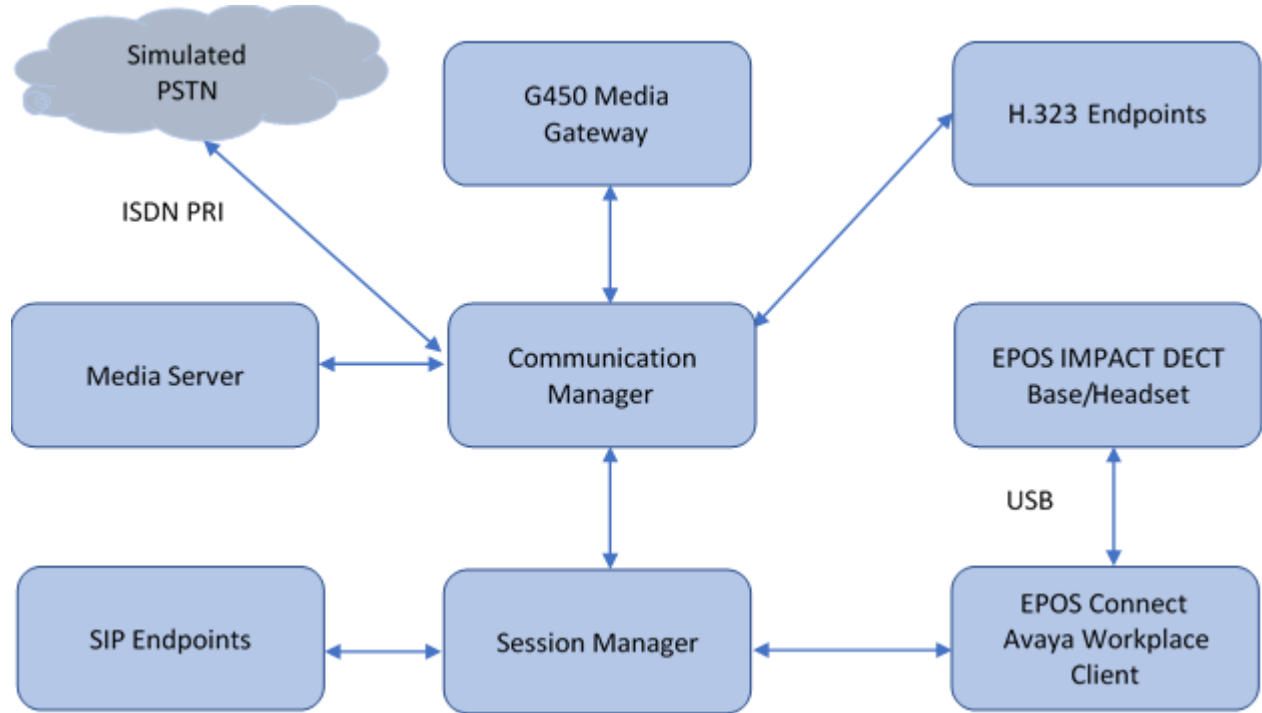 Simulated
PSTN
G450 Media
Gateway
H.323 Endpoints
ISDN PRI
Media Server
Communication
Manager
EPOS IMPACT DECT
Base/Headset
USB
SIP Endpoints
Session Manager
EPOS Connect
Avaya Workplace
Client